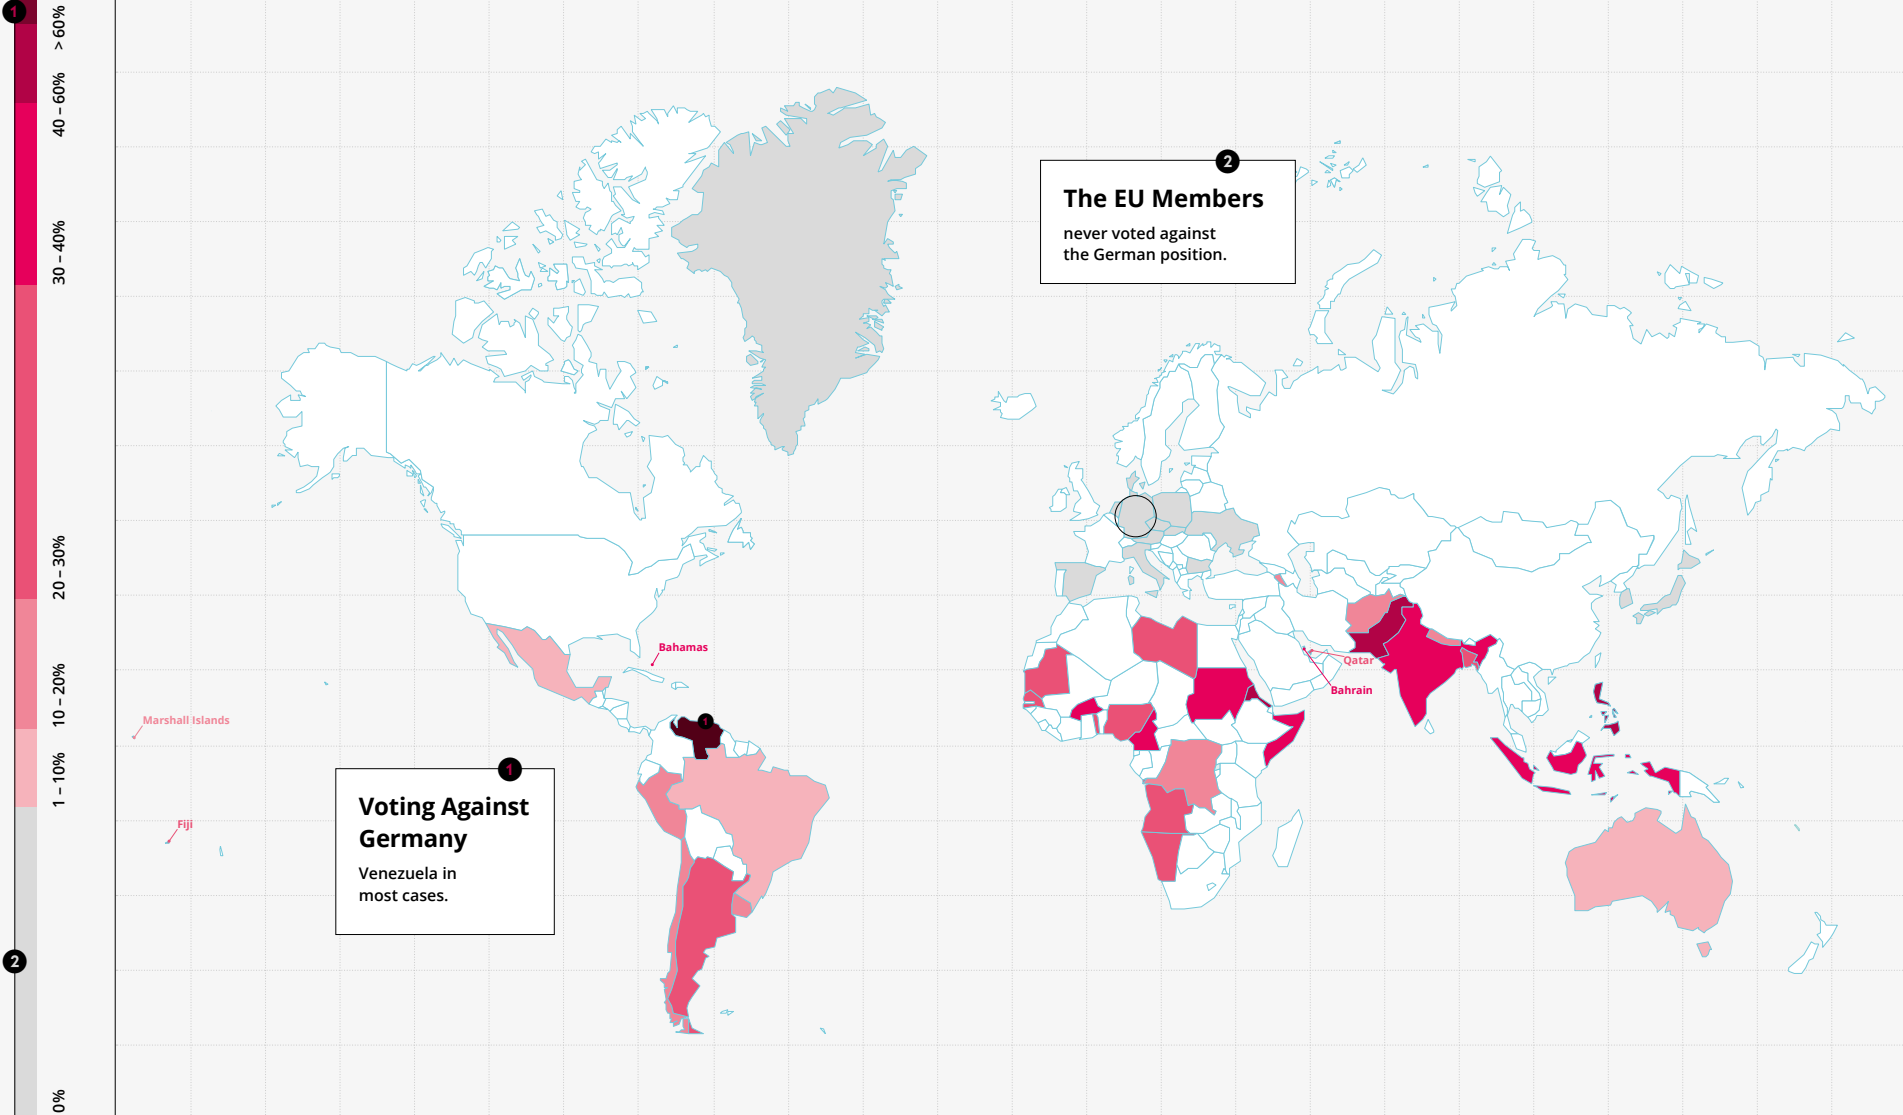 1
> 60%
40 – 60%
30 – 40%
20 – 30%
10 – 20%
1 – 10%
2
0%
2
The EU Members
never voted against
the German position.
Bahamas
Qatar
Bahrain
Marshall Islands
1
1
Voting Against
Germany
Venezuela in
most cases.
Fiji